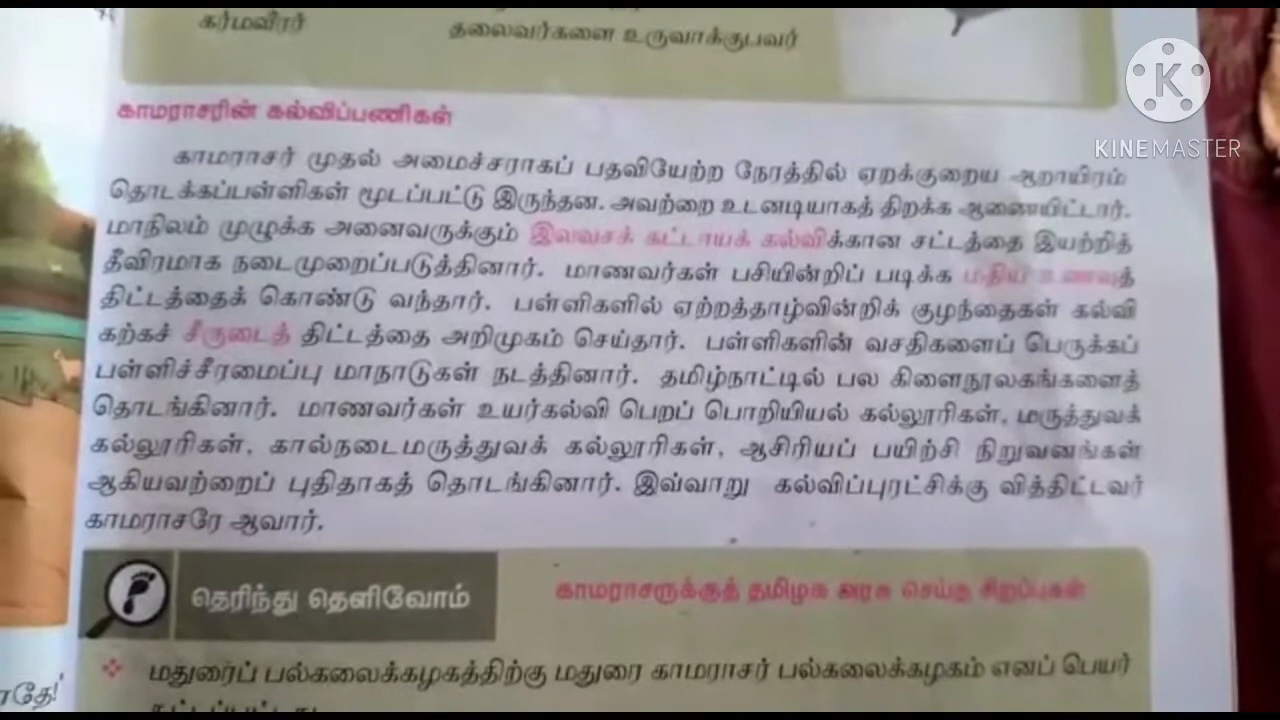 கர்மவீரர் தலைவர்களை உருவாக்குபவர்
K
KINEMASTER
காமராசரின் கல்விப்பணிகள்
காமராசர் முதல் அமைச்சராகப் பதவியேற்ற நேரத்தில் ஏறக்குறைய ஆறாயிரம்
தொடக்கப்பள்ளிகள் மூடப்பட்டு இருந்தன. அவற்றை உடனடியாகத் திறக்க ஆணையிட்டார்.
மாநிலம் முழுக்க அனைவருக்கும் இலவசக் கட்டாயக் கல்விக்கான சட்டத்தை இயற்றித்
தீவிரமாக நடைமுறைப்படுத்தினார். மாணவர்கள் பசியின்றிப் படிக்க மதிய உணவுத்
திட்டத்தைக் கொண்டு வந்தார். பள்ளிகளில் ஏற்றத்தாழ்வின்றிக் குழந்தைகள் கல்வி
கற்கச் சீருடைத் திட்டத்தை அறிமுகம் செய்தார். பள்ளிகளின் வசதிகளைப் பெருக்கப்
பள்ளிச்சீரமைப்பு மாநாடுகள் நடத்தினார். தமிழ்நாட்டில் பல கிளைநூலகங்களைத்
தொடங்கினார். மாணவர்கள் உயர்கல்வி பெறப் பொறியியல் கல்லூரிகள், மருத்துவக்
கல்லூரிகள், கால்நடைமருத்துவக் கல்லூரிகள், ஆசிரியப் பயிற்சி நிறுவனங்கள்
ஆகியவற்றைப் புதிதாகத் தொடங்கினார். இவ்வாறு கல்விப்புரட்சிக்கு வித்திட்டவர்
காமராசரே ஆவார்.
தெரிந்து தெளிவோம்
காமராசருக்குத் தமிழக அரசு செய்த சிறப்புகள்
மதுரைப் பல்கலைக்கழகத்திற்கு மதுரை காமராசர் பல்கலைக்கழகம் எனப் பெயர்